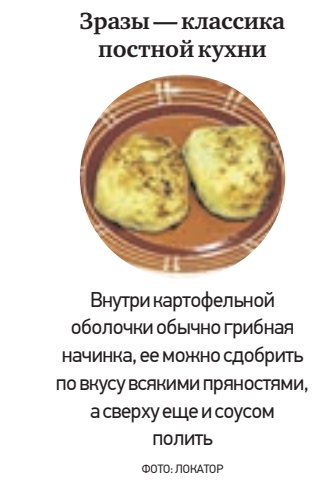 Зразы — классика
постной кухни
Внутри картофельной
оболочки обычно грибная
начинка, ее можно сдобрить
по вкусу всякими пряностями,
а сверху еще и соусом
полить
ФОТО: ЛОКАТОР